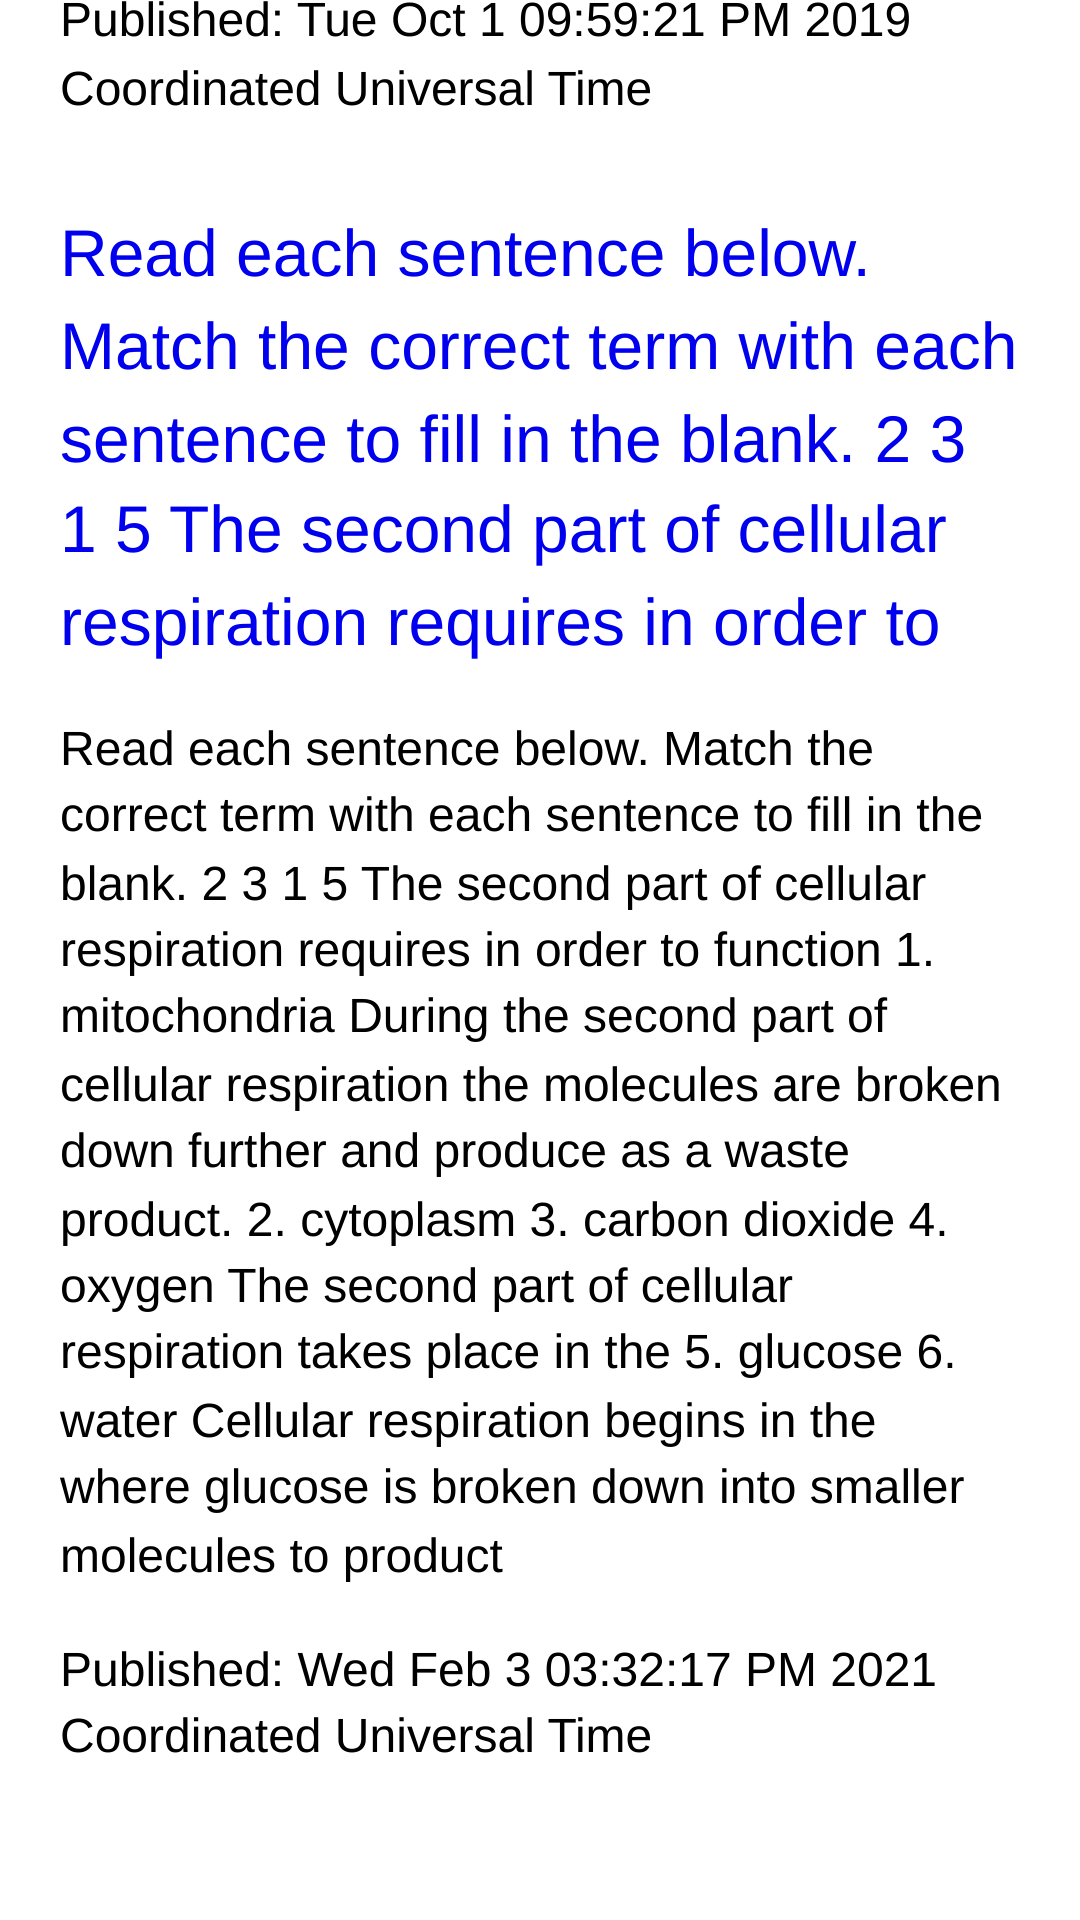 Published: Tue Oct 1 09:59:21 PM 2019
Coordinated Universal Time
Read each sentence below.
Match the correct term with each
sentence to fill in the blank. 2 3
1 5 The second part of cellular
respiration requires in order to
Read each sentence below. Match the
correct term with each sentence to fill in the
blank. 2 3 1 5 The second part of cellular
respiration requires in order to function 1.
mitochondria During the second part of
cellular respiration the molecules are broken
down further and produce as a waste
product. 2. cytoplasm 3. carbon dioxide 4.
oxygen The second part of cellular
respiration takes place in the 5. glucose 6.
water Cellular respiration begins in the
where glucose is broken down into smaller
molecules to product
Published: Wed Feb 3 03:32:17 PM 2021
Coordinated Universal Time